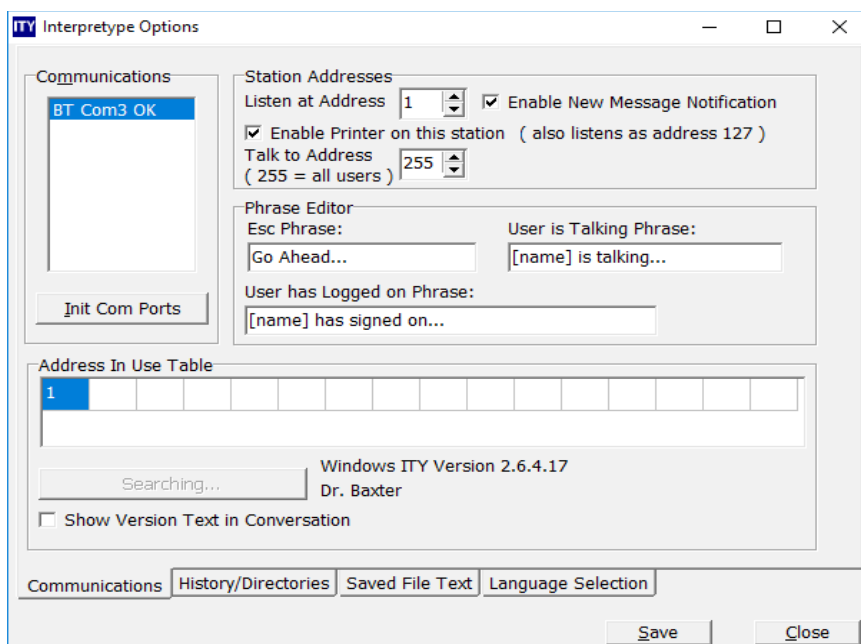 ITY Interpretype Options
Communications
BT Com3 OK
Init Com Ports
Station Addresses
Listen at Address 1 Enable New Message Notification
Enable Printer on this station ( also listens as address 127 )
Talk to Address
( 255 = all users ) 255
Phrase Editor
Esc Phrase: User is Talking Phrase:
Go Ahead... [name] is talking...
User has Logged on Phrase:
[name] has signed on...
Address In Use Table
1
Searching... Windows ITY Version 2.6.4.17
Dr. Baxter
Show Version Text in Conversation
Communications History/Directories Saved File Text Language Selection
Save Close